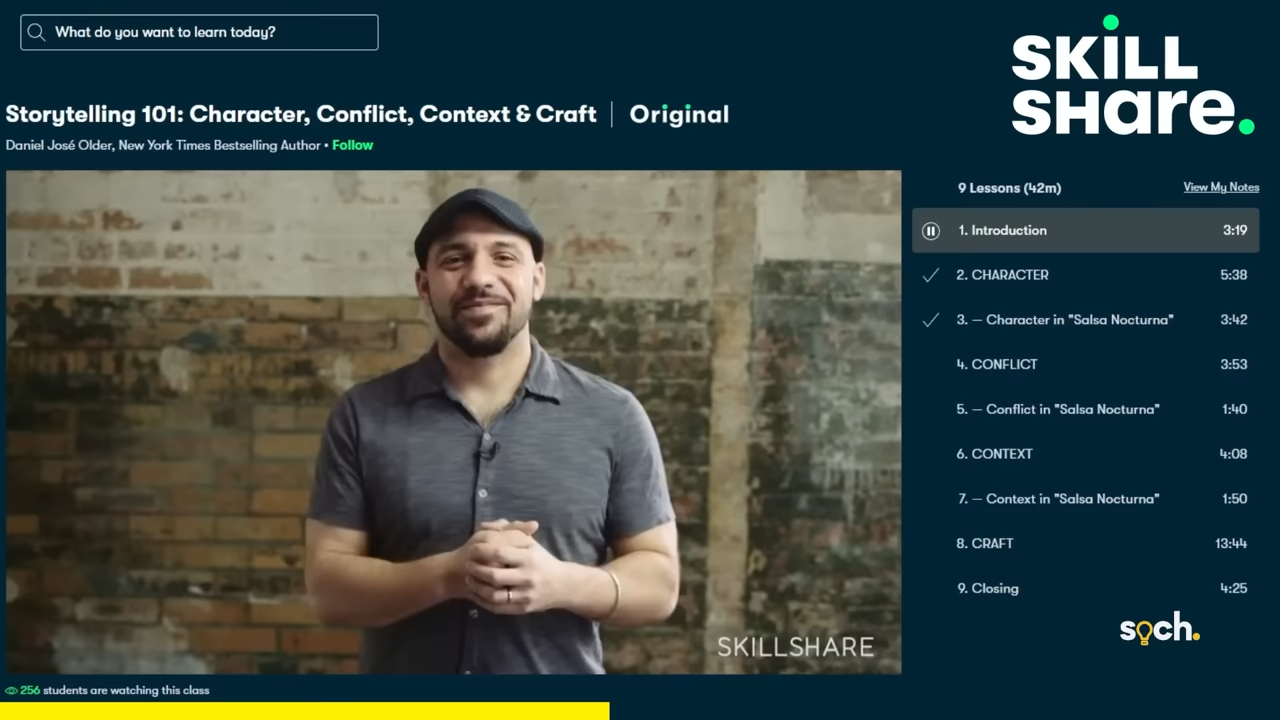 What do you want to learn today?
SKiLL
SHare.
Storytelling 101: Character, Conflict, Context & Craft | Original
Daniel José Older, New York Times Bestselling Author • Follow
9 Lessons (42m) View My Notes
1. Introduction 3:19
2. CHARACTER 5:38
3. — Character in "Salsa Nocturna" 3:42
4. CONFLICT 3:53
5. — Conflict in "Salsa Nocturna" 1:40
6. CONTEXT 4:08
7. — Context in "Salsa Nocturna" 1:50
8. CRAFT 13:44
9. Closing 4:25
soch.
SKILLSHARE
256 students are watching this class